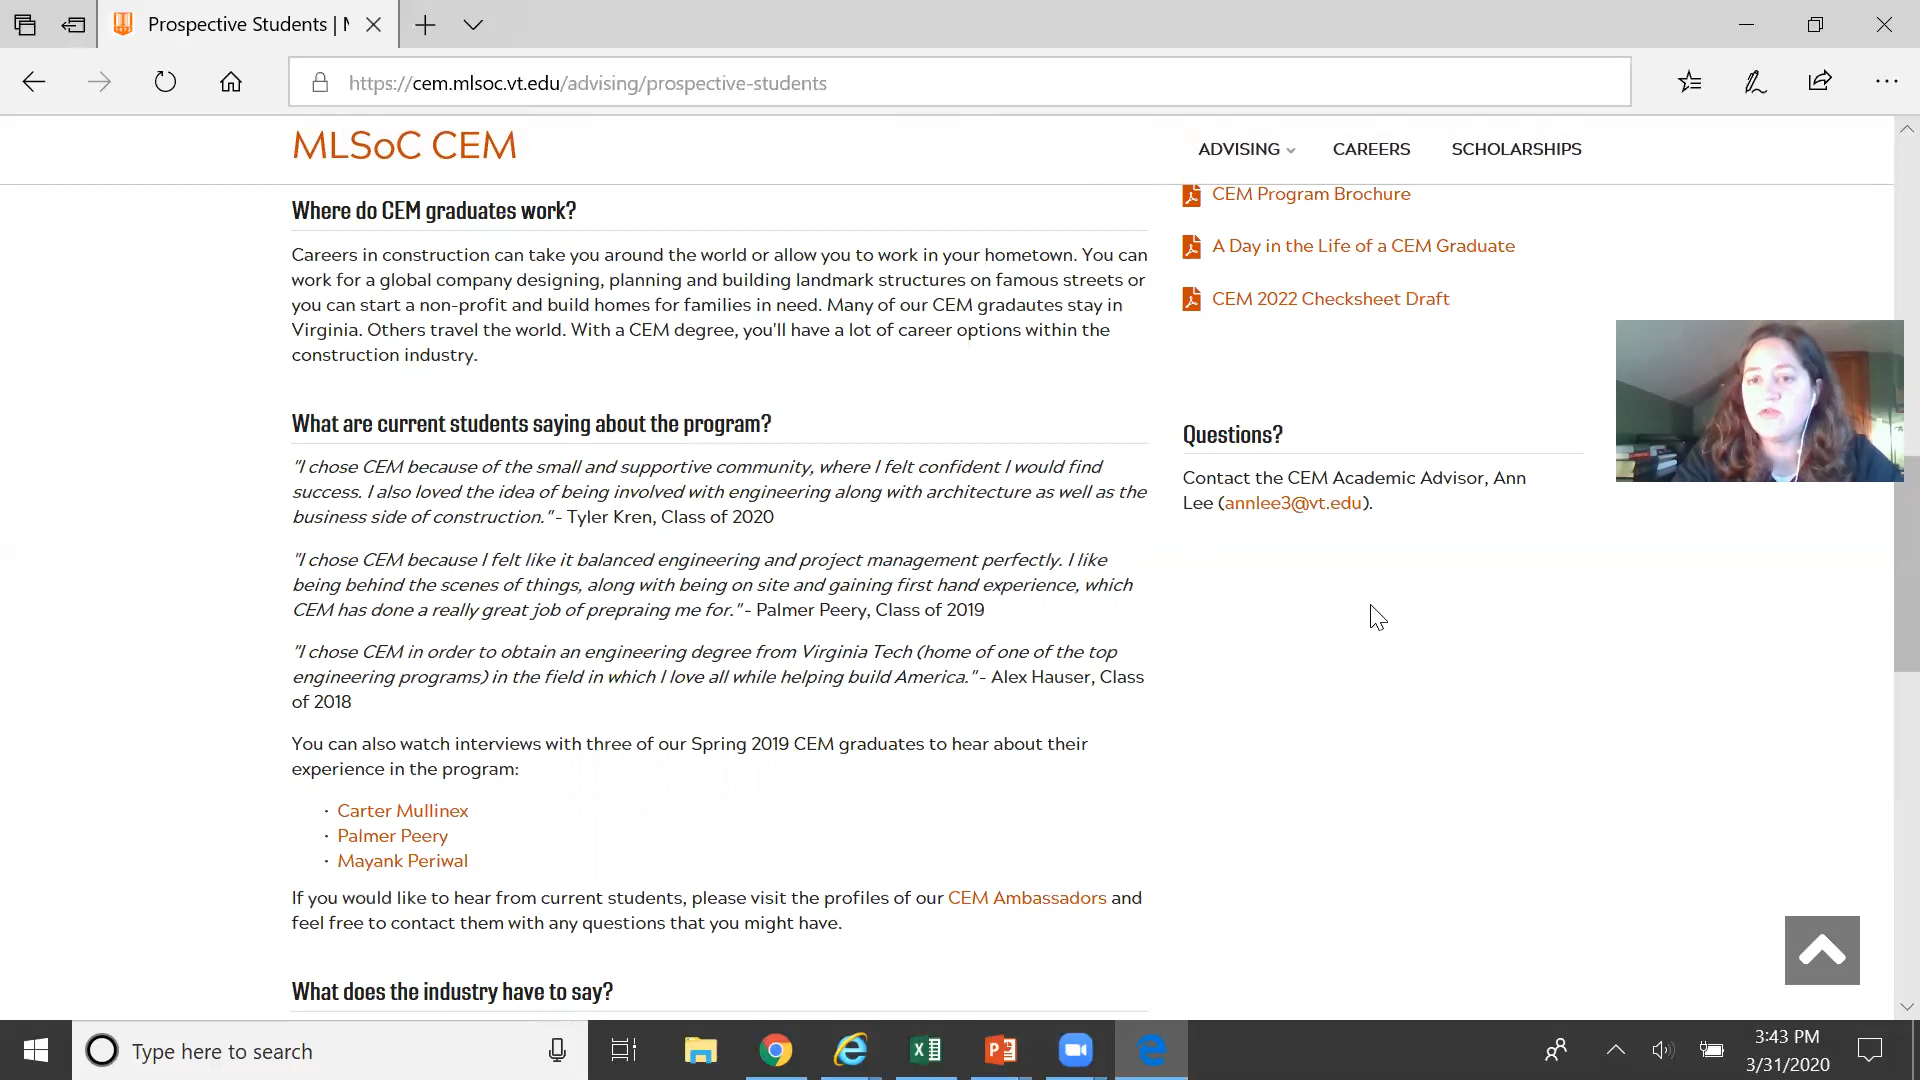 Prospective Students | M
https://cem.mlsoc.vt.edu/advising/prospective-students
MLSoC CEM
ADVISING
CAREERS
SCHOLARSHIPS
Where do CEM graduates work?
Careers in construction can take you around the world or allow you to work in your hometown. You can
work for a global company designing, planning and building landmark structures on famous streets or
you can start a non-profit and build homes for families in need. Many of our CEM gradautes stay in
Virginia. Others travel the world. With a CEM degree, you'll have a lot of career options within the
construction industry.
What are current students saying about the program?
"I chose CEM because of the small and supportive community, where I felt confident I would find
success. I also loved the idea of being involved with engineering along with architecture as well as the
business side of construction." - Tyler Kren, Class of 2020
"I chose CEM because I felt like it balanced engineering and project management perfectly. I like
being behind the scenes of things, along with being on site and gaining first hand experience, which
CEM has done a really great job of prepraing me for." - Palmer Peery, Class of 2019
"I chose CEM in order to obtain an engineering degree from Virginia Tech (home of one of the top
engineering programs) in the field in which I love all while helping build America." - Alex Hauser, Class
of 2018
You can also watch interviews with three of our Spring 2019 CEM graduates to hear about their
experience in the program:
· Carter Mullinex
· Palmer Peery
· Mayank Periwal
If you would like to hear from current students, please visit the profiles of our CEM Ambassadors and
feel free to contact them with any questions that you might have.
What does the industry have to say?
CEM Program Brochure
A Day in the Life of a CEM Graduate
CEM 2022 Checksheet Draft
Questions?
Contact the CEM Academic Advisor, Ann
Lee (annlee3@vt.edu).
Type here to search
3:43 PM
3/31/2020